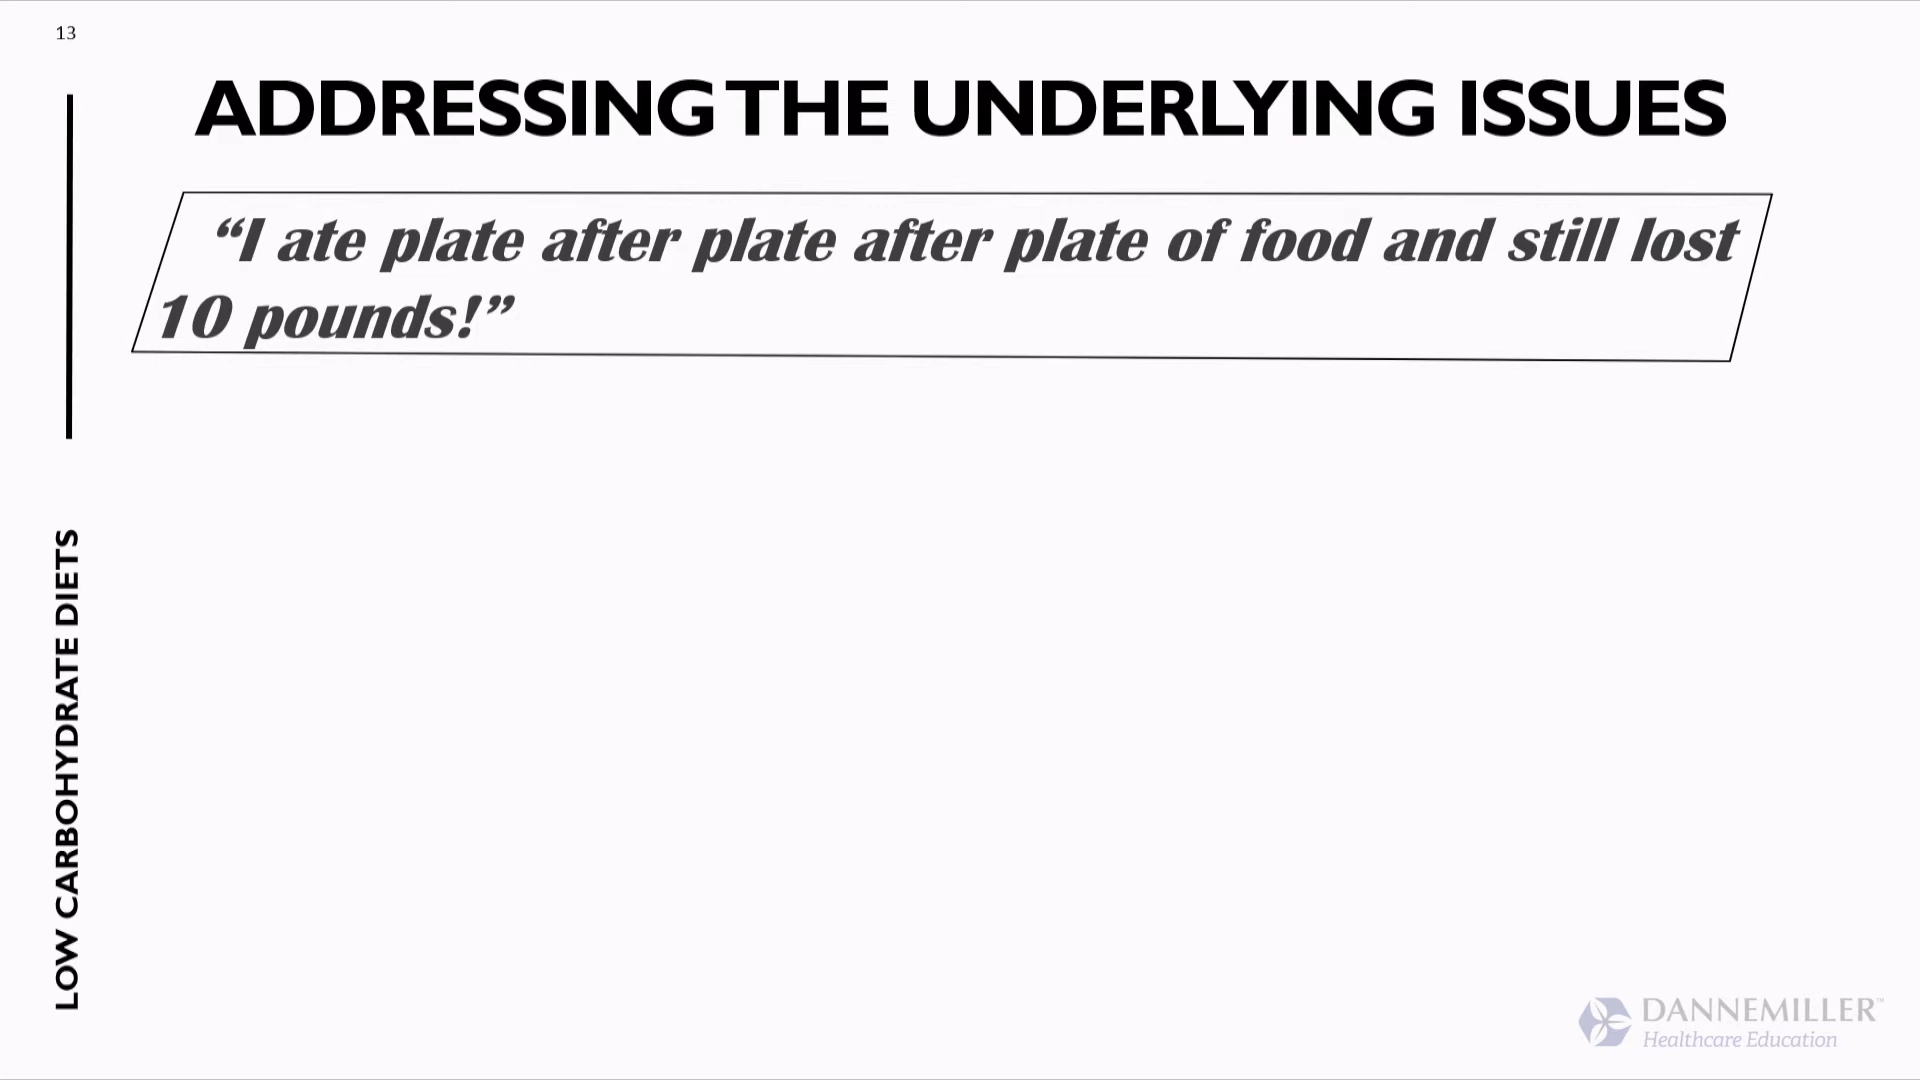 13
ADDRESSING THE UNDERLYING ISSUES
“I ate plate after plate after plate of food and still lost
10 pounds!”
LOW CARBOHYDRATE DIETS
DANNEMILLER™
Healthcare Education